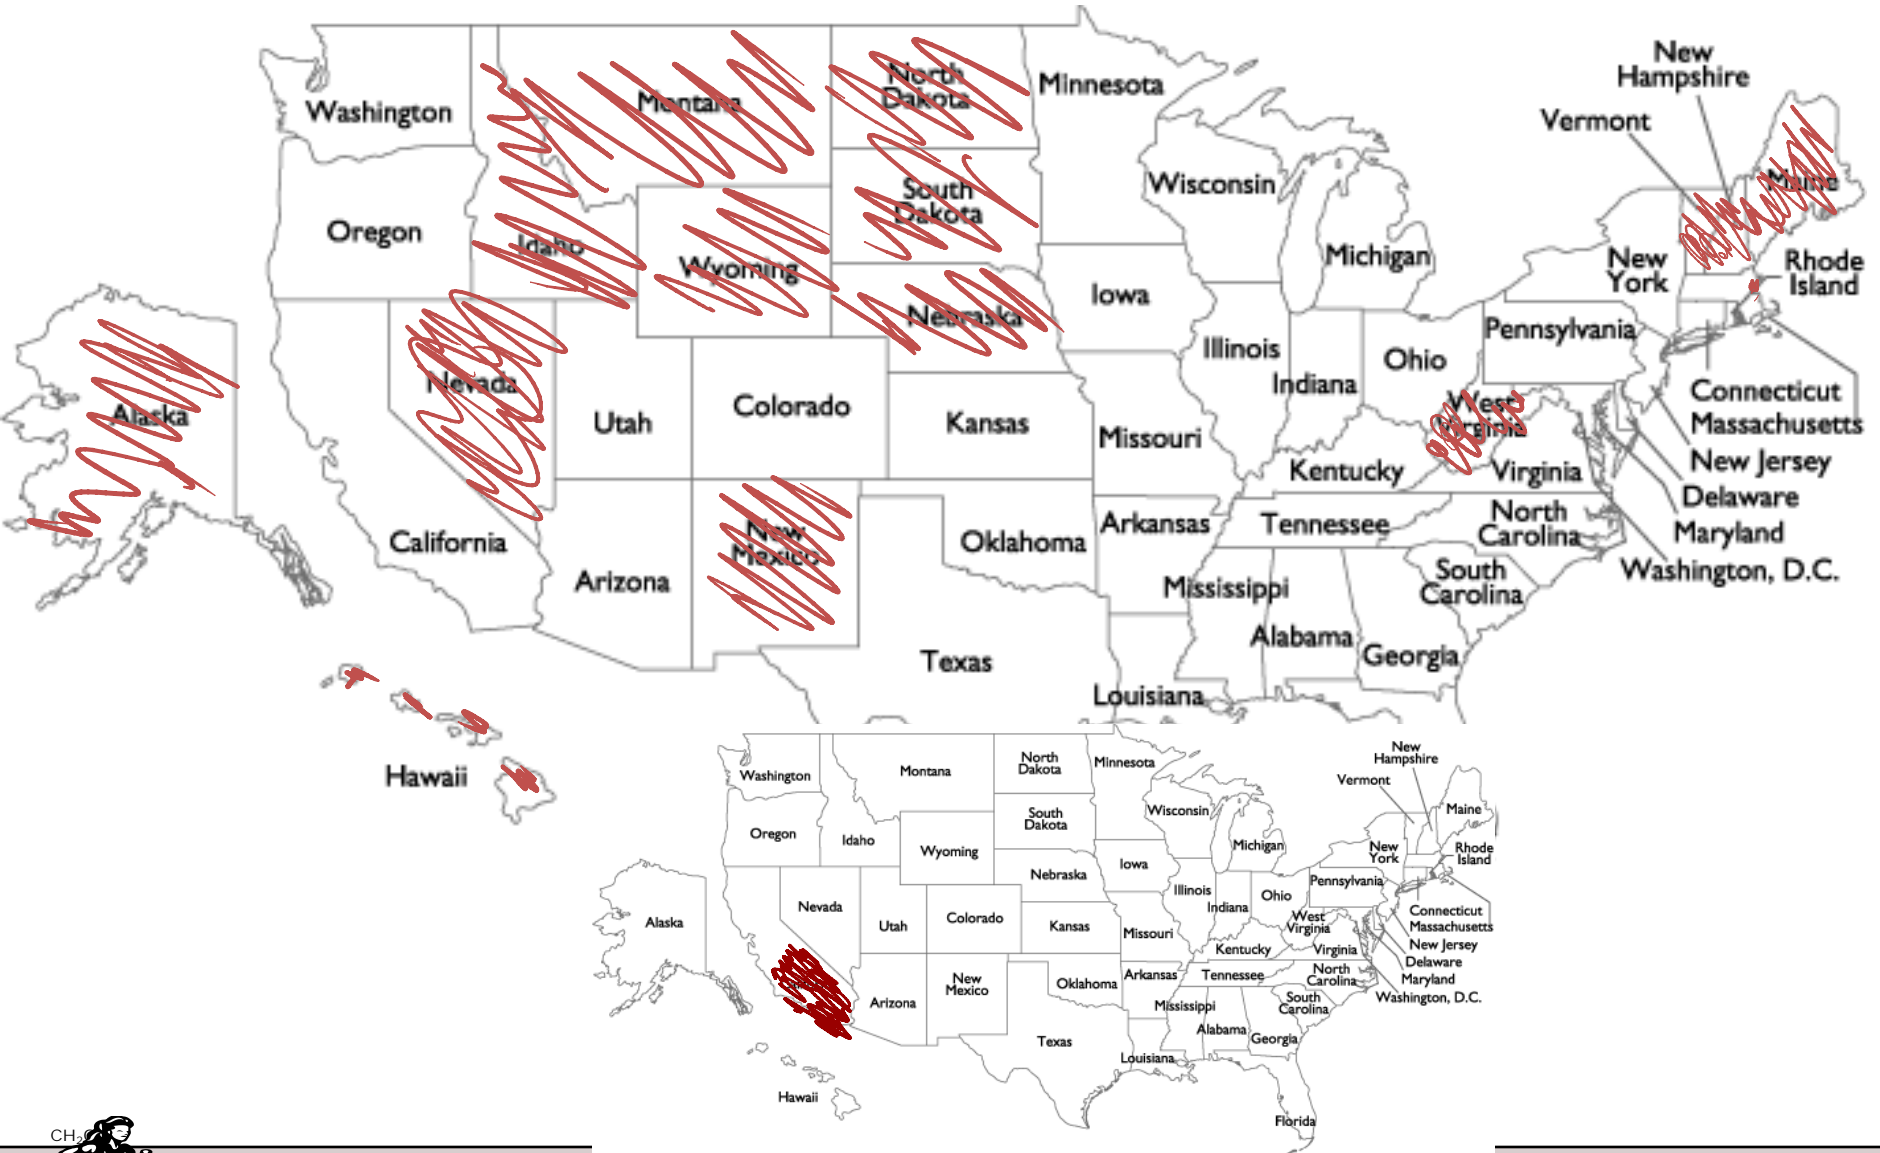 New
Hampshire
Vermont
Washington
Montana
North
Dakota
Minnesota
Oregon
Idaho
Wyoming
South
Dakota
Wisconsin
Michigan
New
York
Maine
Rhode
Island
Nebraska
Iowa
Illinois
Indiana
Ohio
Pennsylvania
Alaska
Nevada
Utah
Colorado
Kansas
Missouri
Kentucky
West
Virginia
Virginia
Connecticut
Massachusetts
New Jersey
Delaware
Maryland
Washington, D.C.
California
Arizona
New
Mexico
Oklahoma
Arkansas
Tennessee
North
Carolina
South
Carolina
Mississippi
Alabama
Georgia
Texas
Louisiana
Hawaii
New
Hampshire
Vermont
Washington
Montana
North
Dakota
Minnesota
Oregon
Idaho
Wyoming
South
Dakota
Wisconsin
Michigan
New
York
Maine
Rhode
Island
Nebraska
Iowa
Illinois
Indiana
Ohio
Pennsylvania
Alaska
Nevada
Utah
Colorado
Kansas
Missouri
Kentucky
West
Virginia
Virginia
Connecticut
Massachusetts
New Jersey
Delaware
Maryland
Washington, D.C.
Arizona
New
Mexico
Oklahoma
Arkansas
Tennessee
North
Carolina
South
Carolina
Mississippi
Alabama
Georgia
Texas
Louisiana
Hawaii
Florida